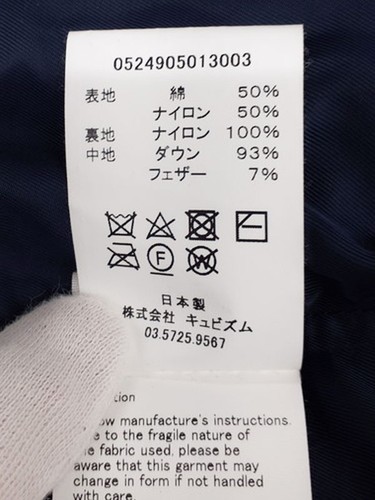 0524905013003
表地 綿 50%
ナイロン 50%
裏地 ナイロン 100%
中地 ダウン 93%
フェザー 7%
F W
日本製
株式会社 キュビズム
03.5725.9567
manufacture's instructions.
to the fragile nature of
fabric used, please be
aware that this garment may
change in form if not handled
with care.